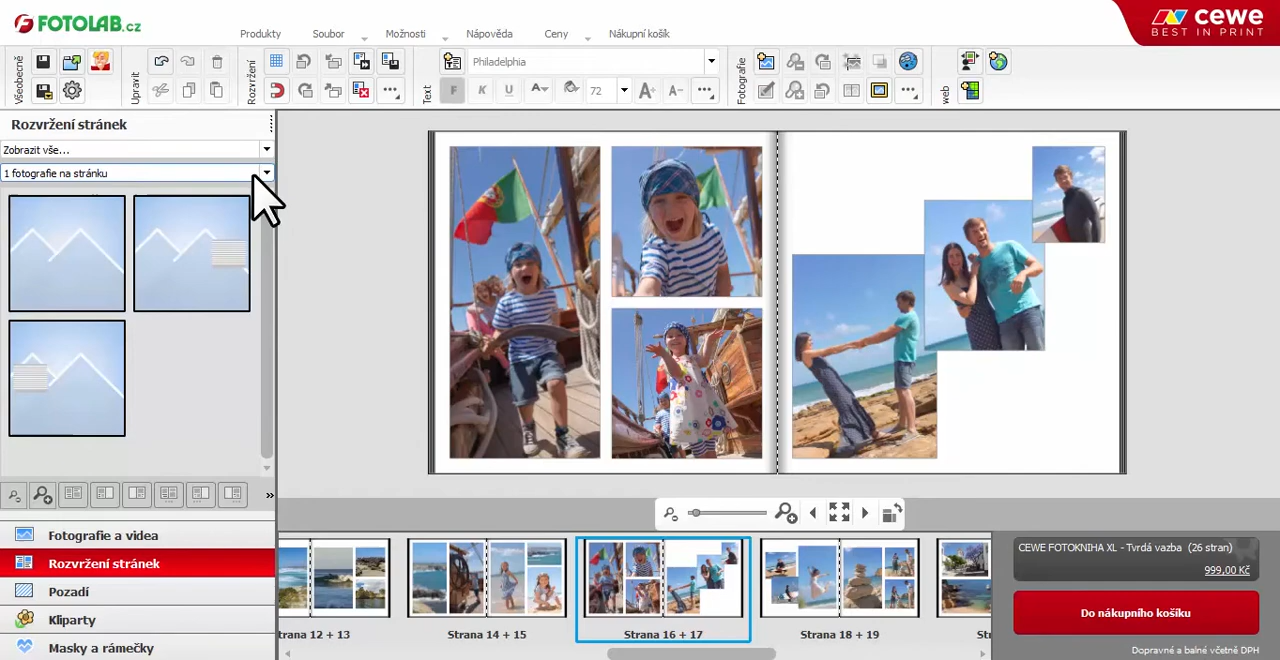 FOTOLAB.cz
Produkty
Soubor
Možnosti
Nápověda
Ceny
Nákupní košík
cewe
BEST IN PRINT
Všeobecné
Upravit
Rozvržení
Text
Philadelphia
F
K
U
A
72
A+
A-
Fotografie
web
Rozvržení stránek
Zobrazit vše...
1 fotografie na stránku
Fotografie a videa
Rozvržení stránek
Pozadí
Kliparty
Masky a rámečky
trana 12 + 13
Strana 14 + 15
Strana 16 + 17
Strana 18 + 19
St
CEWE FOTOKNIHA XL - Tvrdá vazba (26 stran)
999,00 Kč
Do nákupního košíku
Dopravné a balné včetně DPH